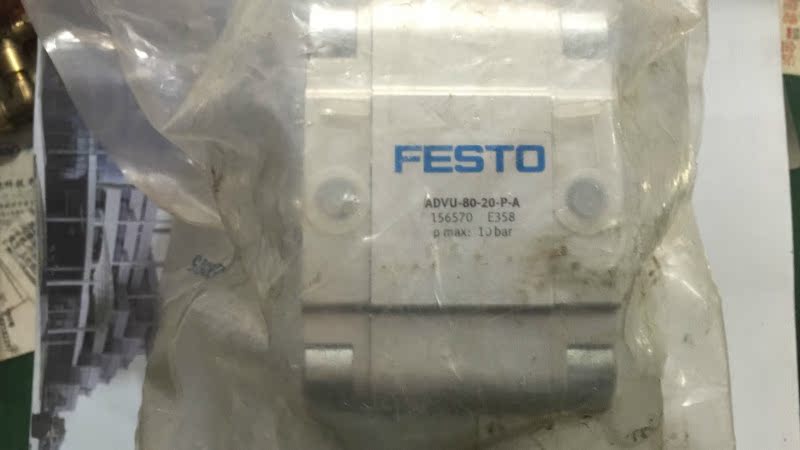 FESTO
ADVU-80-20-P-A
156570 E358
p max: 10 bar